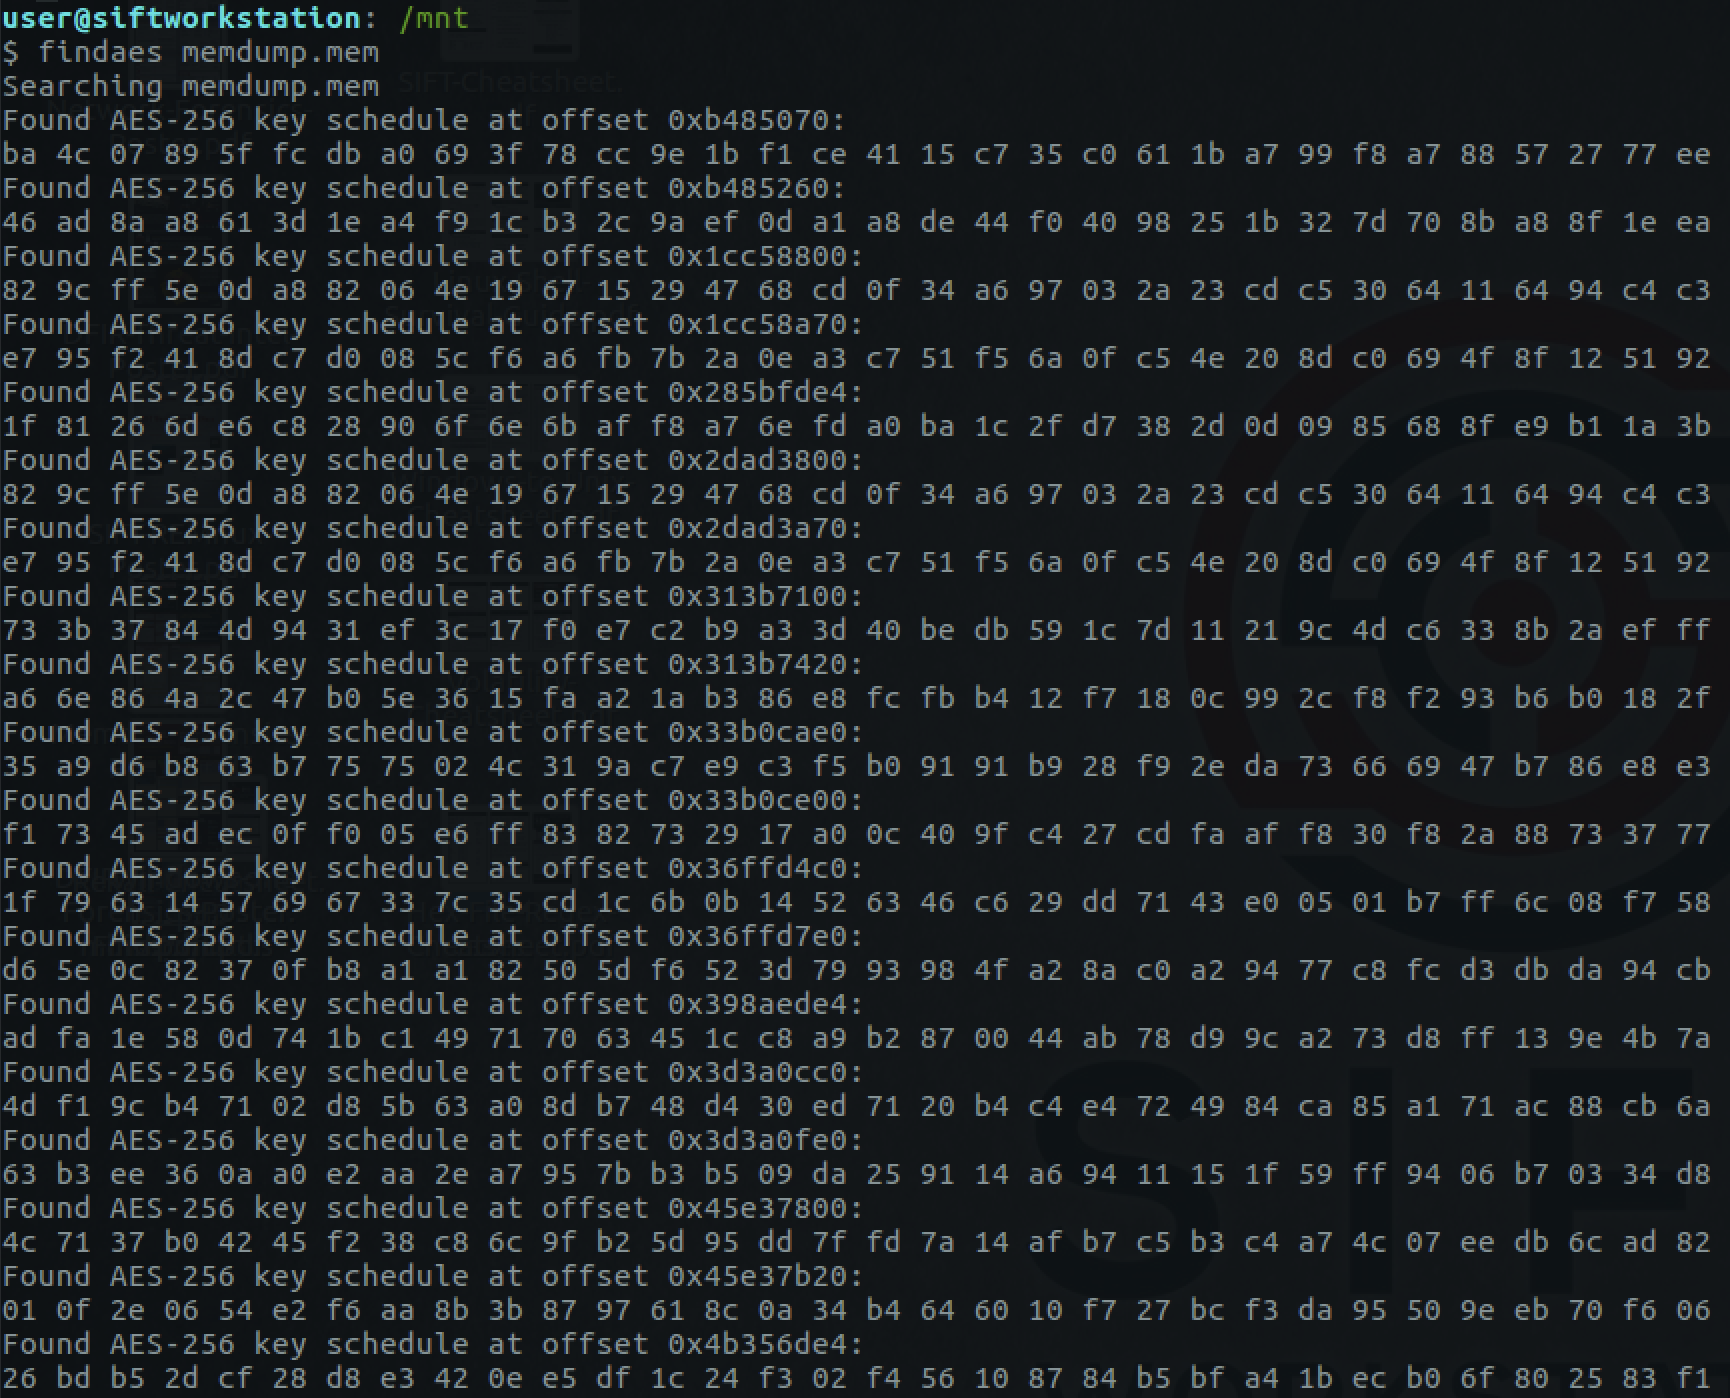 user@siftworkstation: /mnt
$ findaes memdump.mem
Searching memdump.mem
Found AES-256 key schedule at offset 0xb485070:
ba 4c 07 89 5f fc db a0 69 3f 78 cc 9e 1b f1 ce 41 15 c7 35 c0 61 1b a7 99 f8 a7 88 57 27 77 ee
Found AES-256 key schedule at offset 0xb485260:
46 ad 8a a8 61 3d 1e a4 f9 1c b3 2c 9a ef 0d a1 a8 de 44 f0 40 98 25 1b 32 7d 70 8b a8 8f 1e ea
Found AES-256 key schedule at offset 0x1cc58800:
82 9c ff 5e 0d a8 82 06 4e 19 67 15 29 47 68 cd 0f 34 a6 97 03 2a 23 cd c5 30 64 11 64 94 c4 c3
Found AES-256 key schedule at offset 0x1cc58a70:
e7 95 f2 41 8d c7 d0 08 5c f6 a6 fb 7b 2a 0e a3 c7 51 f5 6a 0f c5 4e 20 8d c0 69 4f 8f 12 51 92
Found AES-256 key schedule at offset 0x285bfde4:
1f 81 26 6d e6 c8 28 90 6f 6e 6b af f8 a7 6e fd a0 ba 1c 2f d7 38 2d 0d 09 85 68 8f e9 b1 1a 3b
Found AES-256 key schedule at offset 0x2dad3800:
82 9c ff 5e 0d a8 82 06 4e 19 67 15 29 47 68 cd 0f 34 a6 97 03 2a 23 cd c5 30 64 11 64 94 c4 c3
Found AES-256 key schedule at offset 0x2dad3a70:
e7 95 f2 41 8d c7 d0 08 5c f6 a6 fb 7b 2a 0e a3 c7 51 f5 6a 0f c5 4e 20 8d c0 69 4f 8f 12 51 92
Found AES-256 key schedule at offset 0x313b7100:
73 3b 37 84 4d 94 31 ef 3c 17 f0 e7 c2 b9 a3 3d 40 be db 59 1c 7d 11 21 9c 4d c6 33 8b 2a ef ff
Found AES-256 key schedule at offset 0x313b7420:
a6 6e 86 4a 2c 47 b0 5e 36 15 fa a2 1a b3 86 e8 fc fb b4 12 f7 18 0c 99 2c f8 f2 93 b6 b0 18 2f
Found AES-256 key schedule at offset 0x33b0cae0:
35 a9 d6 b8 63 b7 75 75 02 4c 31 9a c7 e9 c3 f5 b0 91 91 b9 28 f9 2e da 73 66 69 47 b7 86 e8 e3
Found AES-256 key schedule at offset 0x33b0ce00:
f1 73 45 ad ec 0f f0 05 e6 ff 83 82 73 29 17 a0 0c 40 9f c4 27 cd fa af f8 30 f8 2a 88 73 37 77
Found AES-256 key schedule at offset 0x36ffd4c0:
1f 79 63 14 57 69 67 33 7c 35 cd 1c 6b 0b 14 52 63 46 c6 29 dd 71 43 e0 05 01 b7 ff 6c 08 f7 58
Found AES-256 key schedule at offset 0x36ffd7e0:
d6 5e 0c 82 37 0f b8 a1 a1 82 50 5d f6 52 3d 79 93 98 4f a2 8a c0 a2 94 77 c8 fc d3 db da 94 cb
Found AES-256 key schedule at offset 0x398aede4:
ad fa 1e 58 0d 74 1b c1 49 71 70 63 45 1c c8 a9 b2 87 00 44 ab 78 d9 9c a2 73 d8 ff 13 9e 4b 7a
Found AES-256 key schedule at offset 0x3d3a0cc0:
4d f1 9c b4 71 02 d8 5b 63 a0 8d b7 48 d4 30 ed 71 20 b4 c4 e4 72 49 84 ca 85 a1 71 ac 88 cb 6a
Found AES-256 key schedule at offset 0x3d3a0fe0:
63 b3 ee 36 0a a0 e2 aa 2e a7 95 7b b3 b5 09 da 25 91 14 a6 94 11 15 1f 59 ff 94 06 b7 03 34 d8
Found AES-256 key schedule at offset 0x45e37800:
4c 71 37 b0 42 45 f2 38 c8 6c 9f b2 5d 95 dd 7f fd 7a 14 af b7 c5 b3 c4 a7 4c 07 ee db 6c ad 82
Found AES-256 key schedule at offset 0x45e37b20:
01 0f 2e 06 54 e2 f6 aa 8b 3b 87 97 61 8c 0a 34 b4 64 60 10 f7 27 bc f3 da 95 50 9e eb 70 f6 06
Found AES-256 key schedule at offset 0x4b356de4:
26 bd b5 2d cf 28 d8 e3 42 0e e5 df 1c 24 f3 02 f4 56 10 87 84 b5 bf a4 1b ec b0 6f 80 25 83 f1